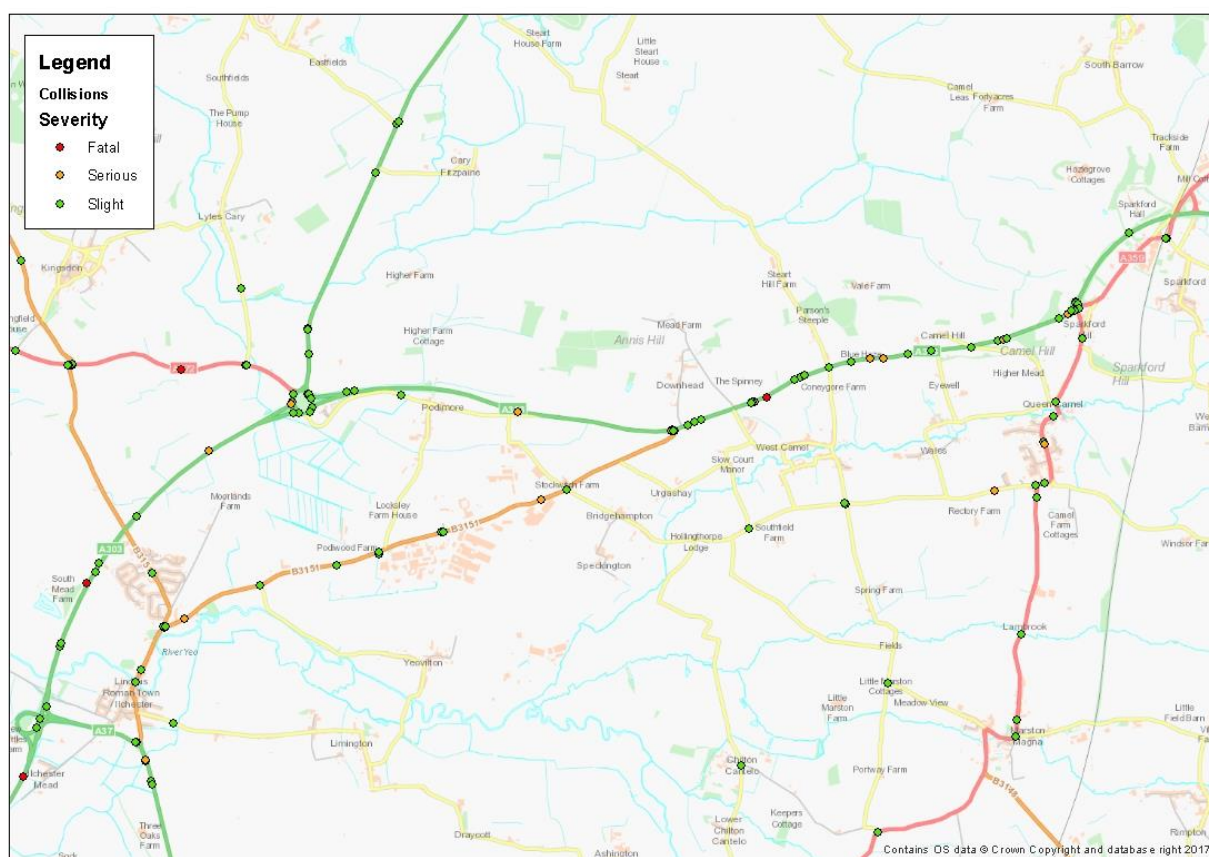 Legend
Collisions
Severity
Fatal
Serious
Slight
Steart
House Farm
Little
Steart
House
Steart
Eastfields
Southfields
The Pump
House
South Barrow
Camel
Leas
Fortyacres
Farm
Trackside
Farm
Cary
Fitzpaine
Hazlegrove
Cottages
Mill Cott
Sparkford
Hall
Lytes Cary
Kingsdon
Higher Farm
Steart
Hill Farm
Vale Farm
A359
Sparkford
Higher Farm
Cottage
Mead Farm
Annis Hill
Parson's
Steeple
Camel Hill
Sparkford
Hill
Camel Hill
Higher Mead
Sparkford
Hill
Downhead
The Spinney
Coneygore Farm
Eyewell
Podimore
Queen Camel
West Camel
Wales
Slow Court
Manor
Moorlands
Farm
Locksley
Farm House
Stockwitch Farm
Urgashay
Bridgehampton
Rectory Farm
Camel
Farm
Cottages
Windsor Farm
B3151
Podwood Farm
Hollingthorpe
Lodge
Southfield
Farm
A303
B3151
B3151
Speckington
South
Mead
Farm
Spring Farm
Lambrook
River Yeo
Yeovilton
Fields
Roman Town
/Ilchester
Little Marston
Cottages
Little
Marston
Farm
Meadow View
Little
Field Barn
A37
Limington
Marston
Magna
Ilchester
Mead
Chilton
Cantelo
Portway Farm
B3148
Three
Oaks
Farm
Draycott
Lower
Chilton
Cantelo
Keepers
Cottage
Rimpton
Ashington
Contains OS data © Crown Copyright and database right 2017